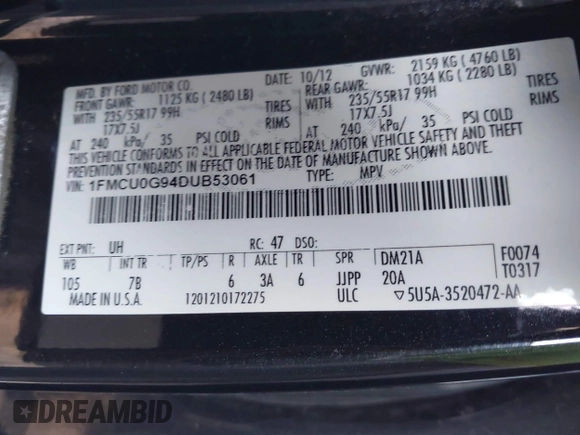 MFD. BY FORD MOTOR CO.
DATE: 10/12 GVWR: 2159 KG ( 4760 LB)
FRONT GAWR: 1125 KG ( 2480 LB) REAR GAWR: 1034 KG ( 2280 LB)
WITH 235/55R17 99H TIRES WITH 235/55R17 99H TIRES
17X7.5J RIMS 17X7.5J RIMS
AT 240 kPa/ 35 PSI COLD AT 240 kPa/ 35 PSI COLD
THIS VEHICLE CONFORMS TO ALL APPLICABLE FEDERAL MOTOR VEHICLE SAFETY AND THEFT
PREVENTION STANDARDS IN EFFECT ON THE DATE OF MANUFACTURE SHOWN ABOVE.
VIN: 1FMCU0G94DUB53061 TYPE: MPV
EXT PNT: UH RC: 47 DSO:
WB INT TR TP/PS R AXLE TR SPR DM21A F0074
105 7B 6 3A 6 JJPP 20A T0317
MADE IN U.S.A. 1201210172275 ULC ▽5U5A-3520472-AA
DREAMBID